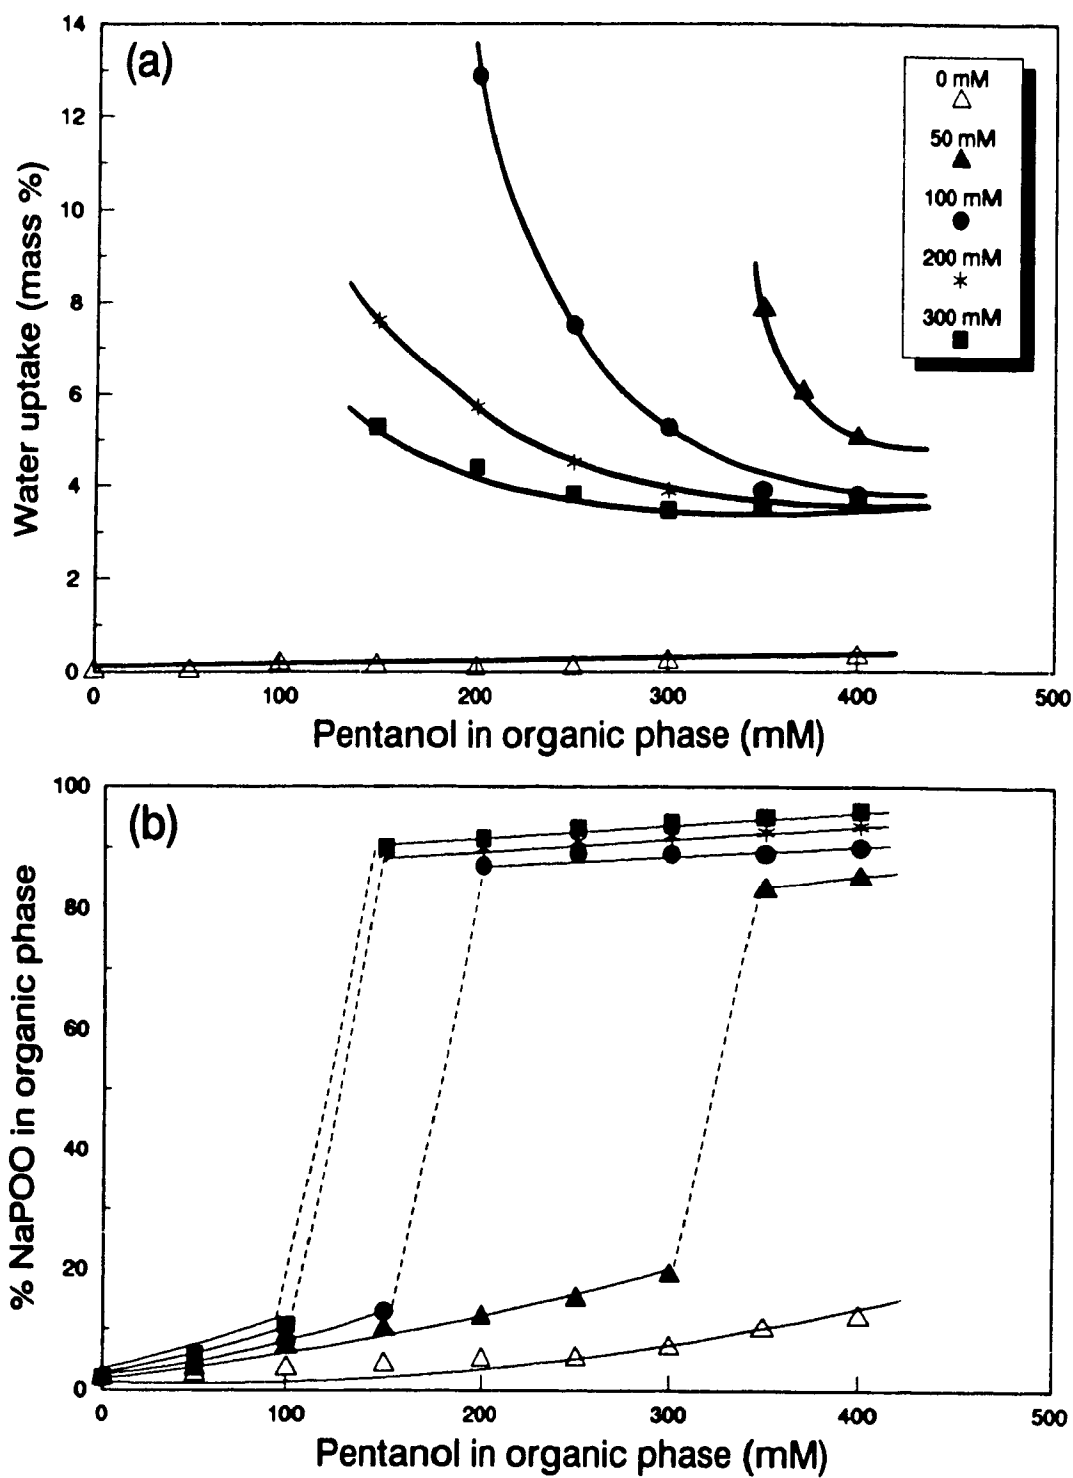 (a)
14
12
10
8
6
4
2
0
Water uptake (mass %)
0 mM
50 mM
100 mM
200 mM
300 mM
0 100 200 300 400 500
Pentanol in organic phase (mM)
(b)
100
80
60
40
20
0
% NaPOO in organic phase
0 100 200 300 400 500
Pentanol in organic phase (mM)